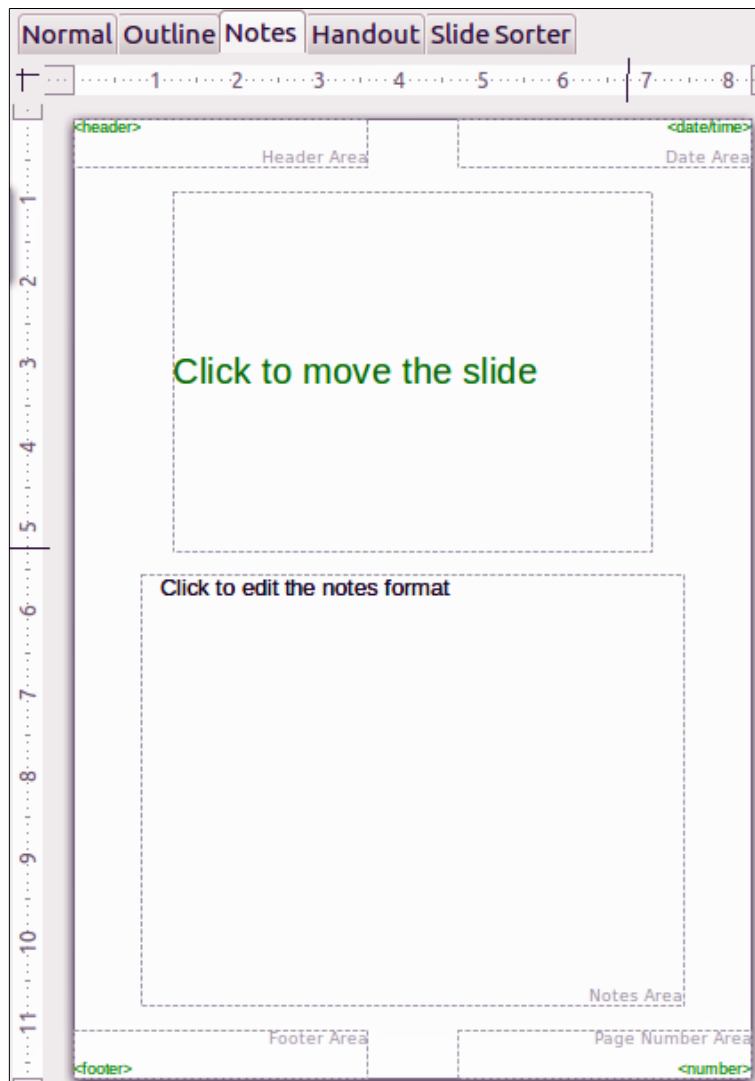 Normal Outline Notes Handout Slide Sorter
1 2 3 4 5 6 7 8
<header> <date/time>
Header Area Date Area
1
2
3
Click to move the slide
4
5
Click to edit the notes format
6
7
8
9
10
Notes Area
11
Footer Area Page Number Area
<footer> <number>